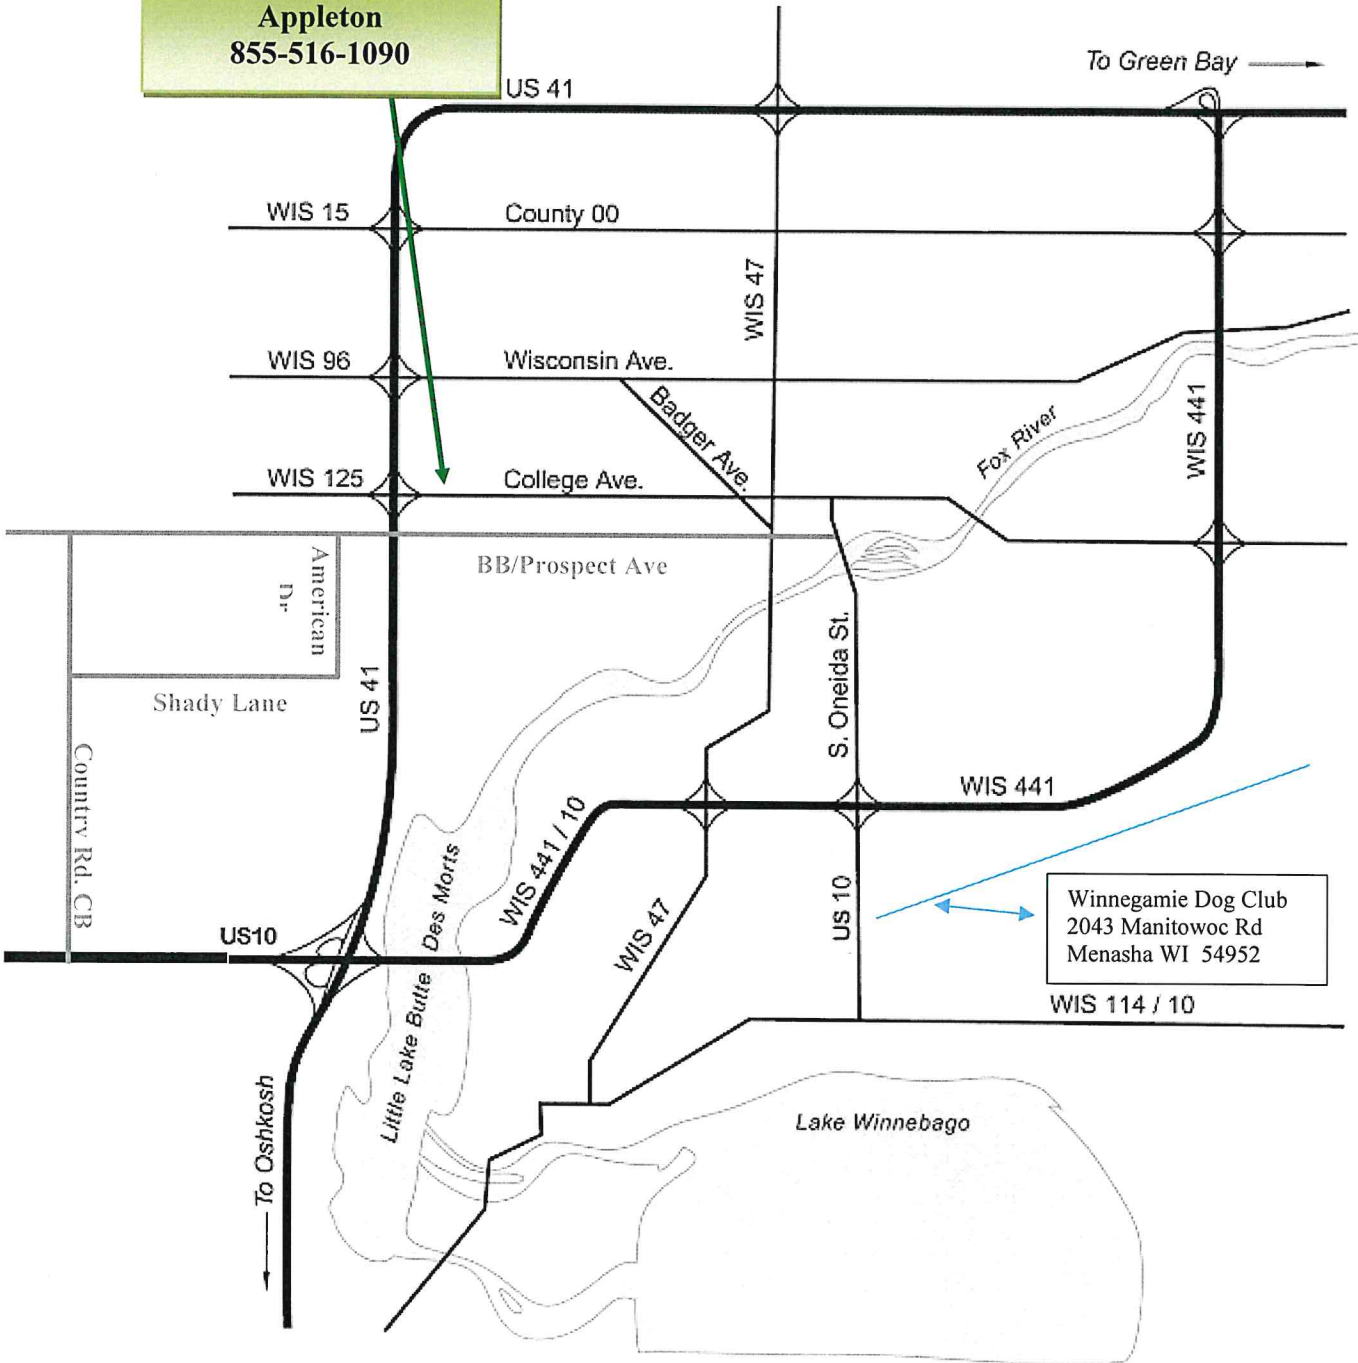 Appleton
855-516-1090
To Green Bay
US 41
WIS 15
County 00
WIS 47
WIS 96
Wisconsin Ave.
Badger Ave.
Fox River
WIS 441
WIS 125
College Ave.
American
Dr
BB/Prospect Ave
Shady Lane
US 41
S. Oneida St.
Country Rd. CB
WIS 441
WIS 441 / 10
Little Lake Butte Des Morts
US10
WIS 47
US 10
Winnegamie Dog Club
2043 Manitowoc Rd
Menasha WI 54952
WIS 114 / 10
To Oshkosh
Lake Winnebago